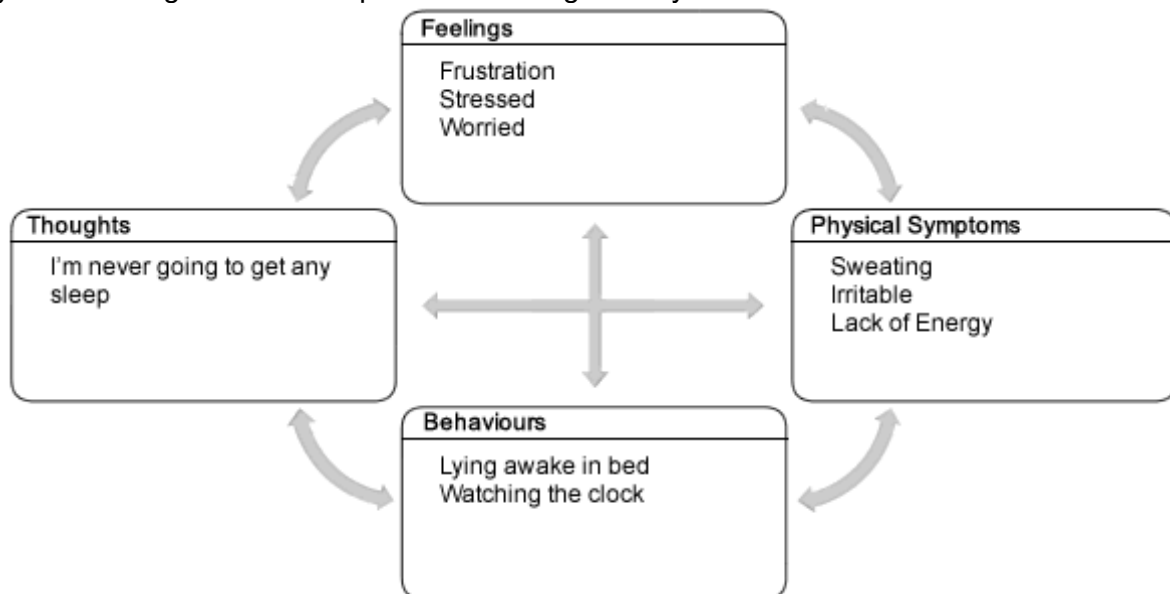 Feelings
Frustration
Stressed
Worried
Thoughts
I'm never going to get any
sleep
Physical Symptoms
Sweating
Irritable
Lack of Energy
Behaviours
Lying awake in bed
Watching the clock